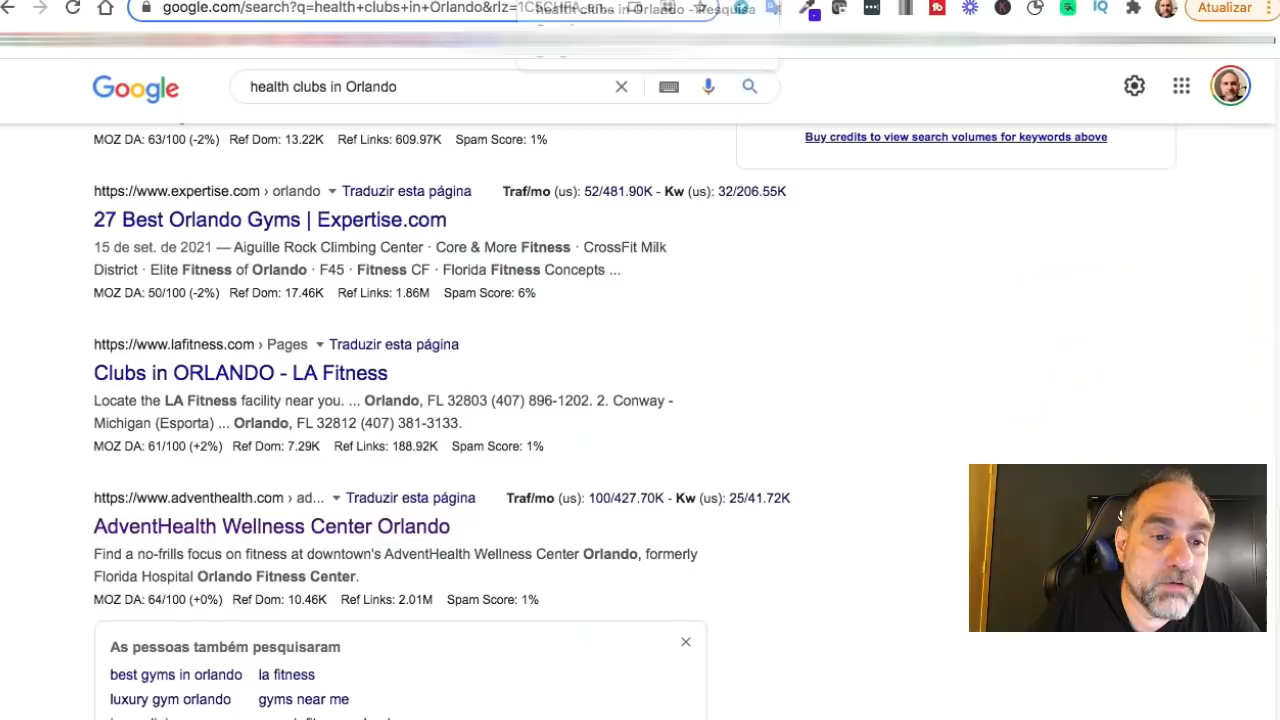 google.com/search?q=health+clubs+in+Orlando&rlz=1C5CHFA_en
health clubs in Orlando - Pesquisa
Atualizar
Google
health clubs in Orlando
MOZ DA: 63/100 (-2%) Ref Dom: 13.22K Ref Links: 609.97K Spam Score: 1%
Buy credits to view search volumes for keywords above
https://www.expertise.com › orlando Traduzir esta página Traf/mo (us): 52/481.90K - Kw (us): 32/206.55K
27 Best Orlando Gyms | Expertise.com
15 de set. de 2021 — Aiguille Rock Climbing Center · Core & More Fitness · CrossFit Milk
District · Elite Fitness of Orlando · F45 · Fitness CF · Florida Fitness Concepts ...
MOZ DA: 50/100 (-2%) Ref Dom: 17.46K Ref Links: 1.86M Spam Score: 6%
https://www.lafitness.com › Pages Traduzir esta página
Clubs in ORLANDO - LA Fitness
Locate the LA Fitness facility near you. ... Orlando, FL 32803 (407) 896-1202. 2. Conway -
Michigan (Esporta) ... Orlando, FL 32812 (407) 381-3133.
MOZ DA: 61/100 (+2%) Ref Dom: 7.29K Ref Links: 188.92K Spam Score: 1%
https://www.adventhealth.com › ad... Traduzir esta página Traf/mo (us): 100/427.70K - Kw (us): 25/41.72K
AdventHealth Wellness Center Orlando
Find a no-frills focus on fitness at downtown's AdventHealth Wellness Center Orlando, formerly
Florida Hospital Orlando Fitness Center.
MOZ DA: 64/100 (+0%) Ref Dom: 10.46K Ref Links: 2.01M Spam Score: 1%
As pessoas também pesquisaram
best gyms in orlando la fitness
luxury gym orlando gyms near me